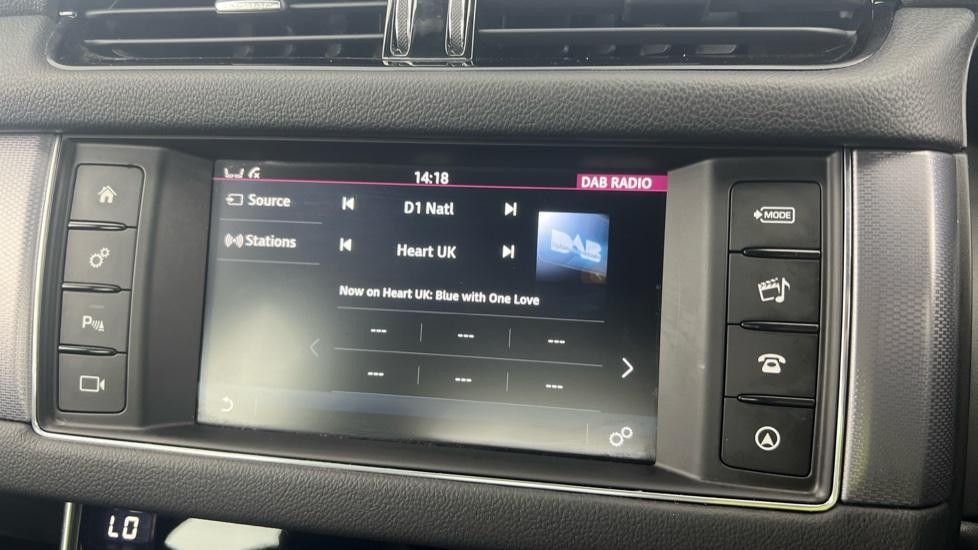 14:18
DAB RADIO
Source
D1 Natl
DAB
Stations
Heart UK
Now on Heart UK: Blue with One Love
--- --- ---
--- --- ---
MODE
P
LO